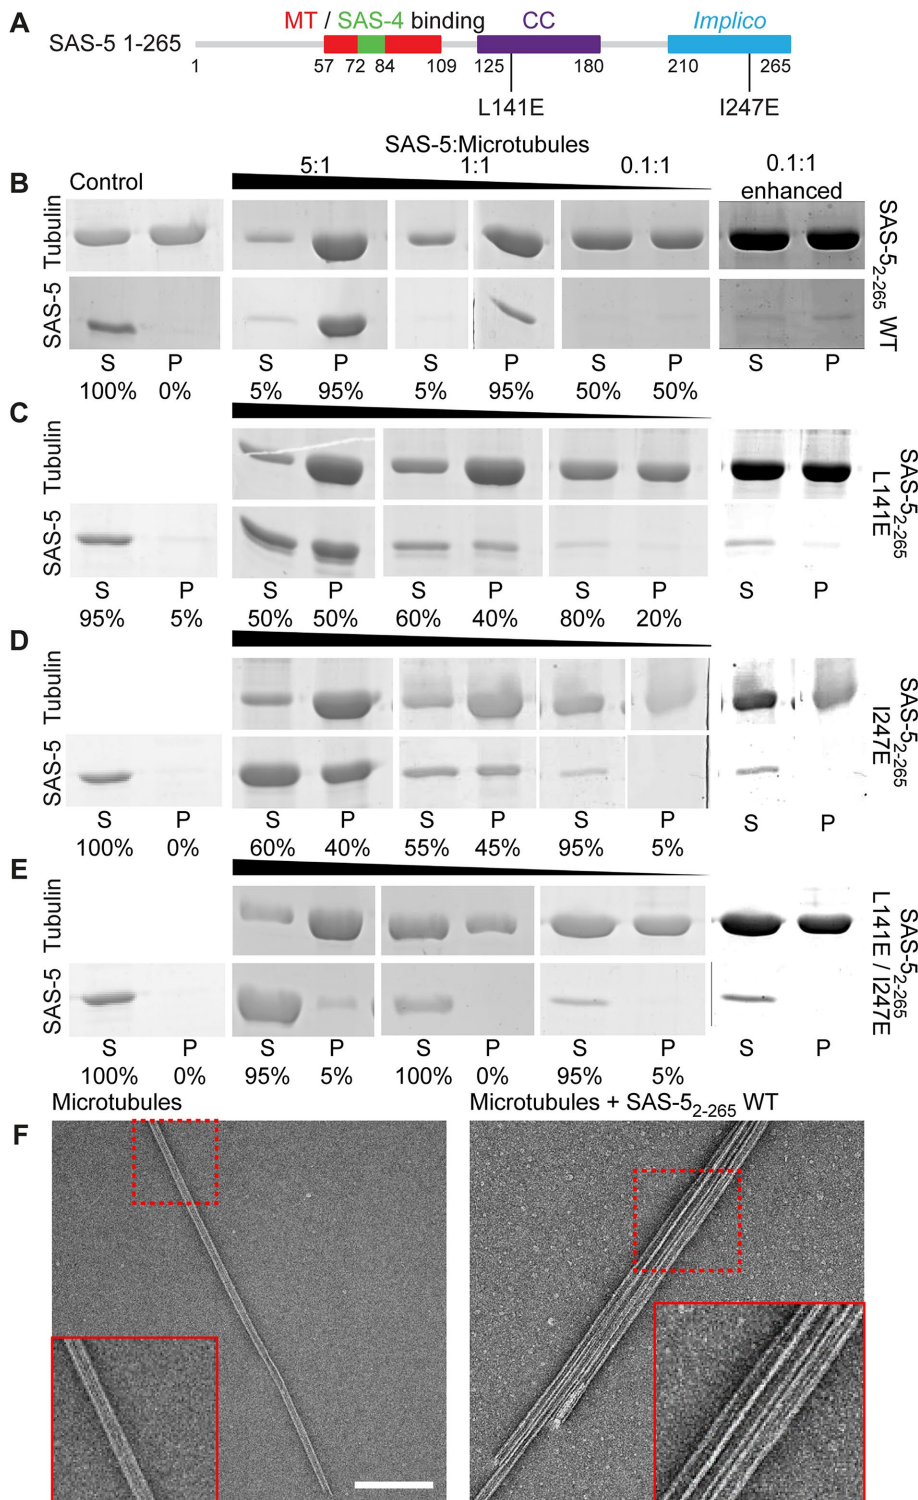 A
MT / SAS-4 binding CC Implico
SAS-5 1-265
1 57 72 84 109 125 180 210 265
L141E I247E
SAS-5:Microtubules
5:1 1:1 0.1:1 0.1:1
B Control enhanced
Tubulin
SAS-5
SAS-5₂₋₂₆₅ WT
S P S P S P S P S P
100% 0% 5% 95% 5% 95% 50% 50%
C
Tubulin
SAS-5
SAS-5₂₋₂₆₅
L141E
S P S P S P S P S P
95% 5% 50% 50% 60% 40% 80% 20%
D
Tubulin
SAS-5
SAS-5₂₋₂₆₅
I247E
S P S P S P S P S P
100% 0% 60% 40% 55% 45% 95% 5%
E
Tubulin
SAS-5
SAS-5₂₋₂₆₅
L141E / I247E
S P S P S P S P S P
100% 0% 95% 5% 100% 0% 95% 5%
Microtubules Microtubules + SAS-5₂₋₂₆₅ WT
F